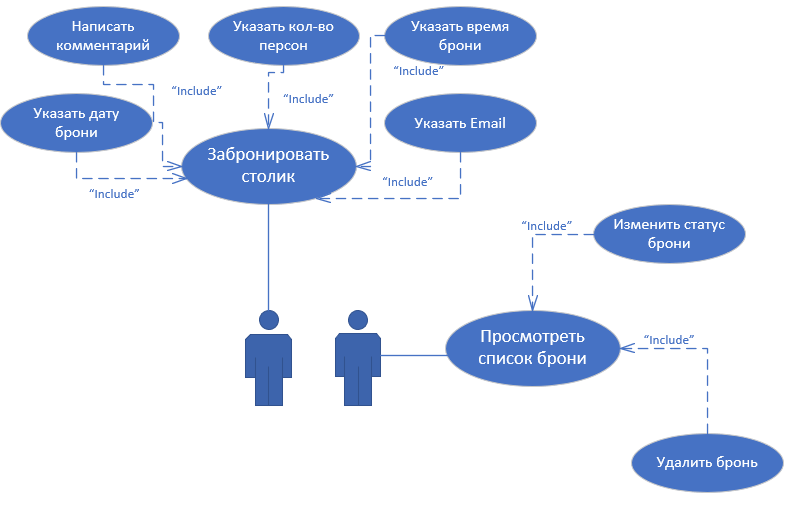 Написать
комментарий
Указать кол-во
персон
Указать время
брони
“Include”
“Include”
“Include”
Указать дату
брони
Указать Email
Забронировать
столик
“Include”
“Include”
Изменить статус
брони
“Include”
Просмотреть
список брони
“Include”
Удалить бронь